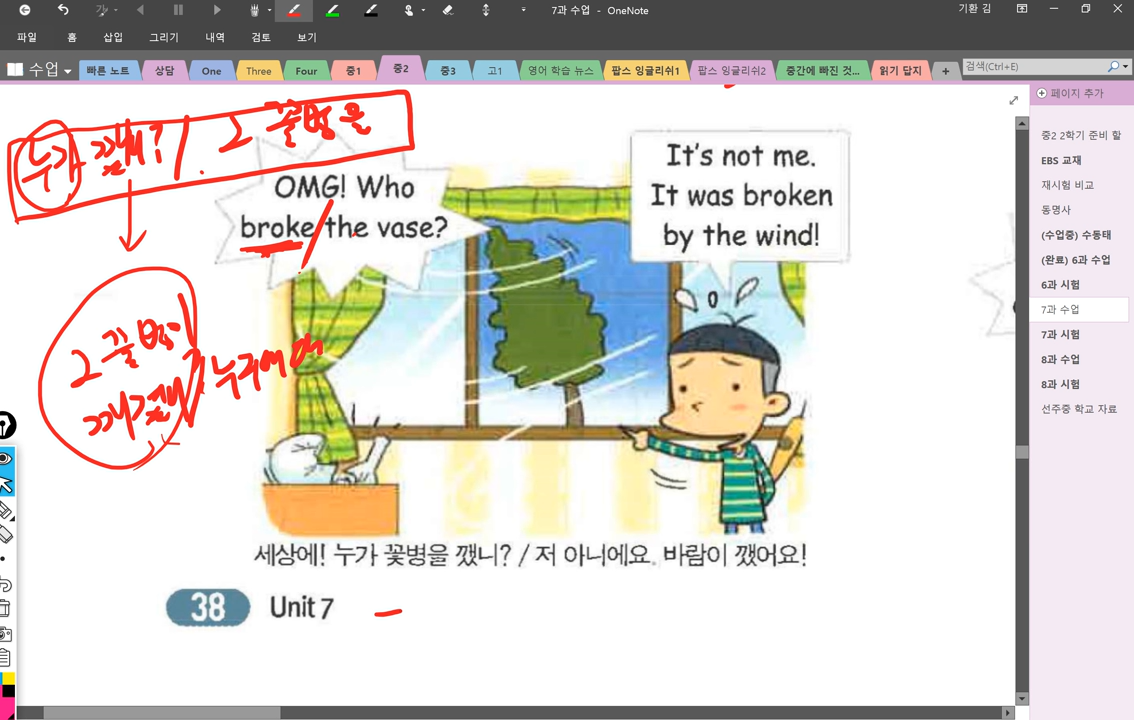 7과 수업 - OneNote
기환 김
파일
홈
삽입
그리기
내역
검토
보기
수업
빠른 노트
상담
One
Three
Four
중1
중2
중3
고1
영어 학습 뉴스
팝스 잉글리쉬1
팝스 잉글리쉬2
중간에 빠진 것...
읽기 답지
+
검색(Ctrl+E)
페이지 추가
중2 2학기 준비 할
EBS 교재
재시험 비교
동명사
(수업중) 수동태
(완료) 6과 수업
6과 시험
7과 수업
7과 시험
8과 수업
8과 시험
선주중 학교 자료
누가 깼니? / 그 꽃병을
OMG! Who
broke / the vase?
It's not me.
It was broken
by the wind!
그 꽃병이
깨졌
누구에 의해
세상에! 누가 꽃병을 깼니? / 저 아니에요. 바람이 깼어요!
38 Unit 7